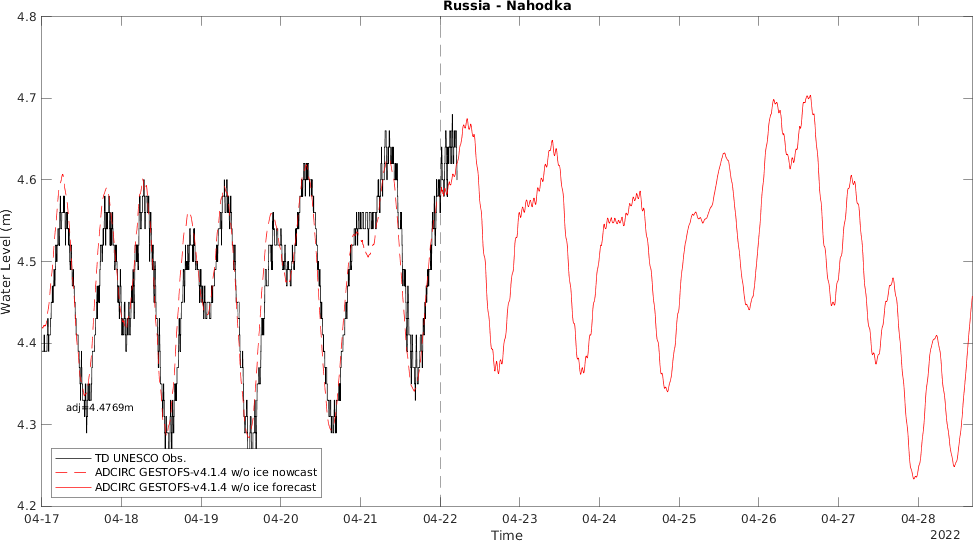 Russia - Nahodka
4.8
4.7
4.6
4.5
4.4
4.3
4.2
Water Level (m)
adj=4.4769m
TD UNESCO Obs.
ADCIRC GESTOFS-v4.1.4 w/o ice nowcast
ADCIRC GESTOFS-v4.1.4 w/o ice forecast
04-17 04-18 04-19 04-20 04-21 04-22 04-23 04-24 04-25 04-26 04-27 04-28
Time
2022